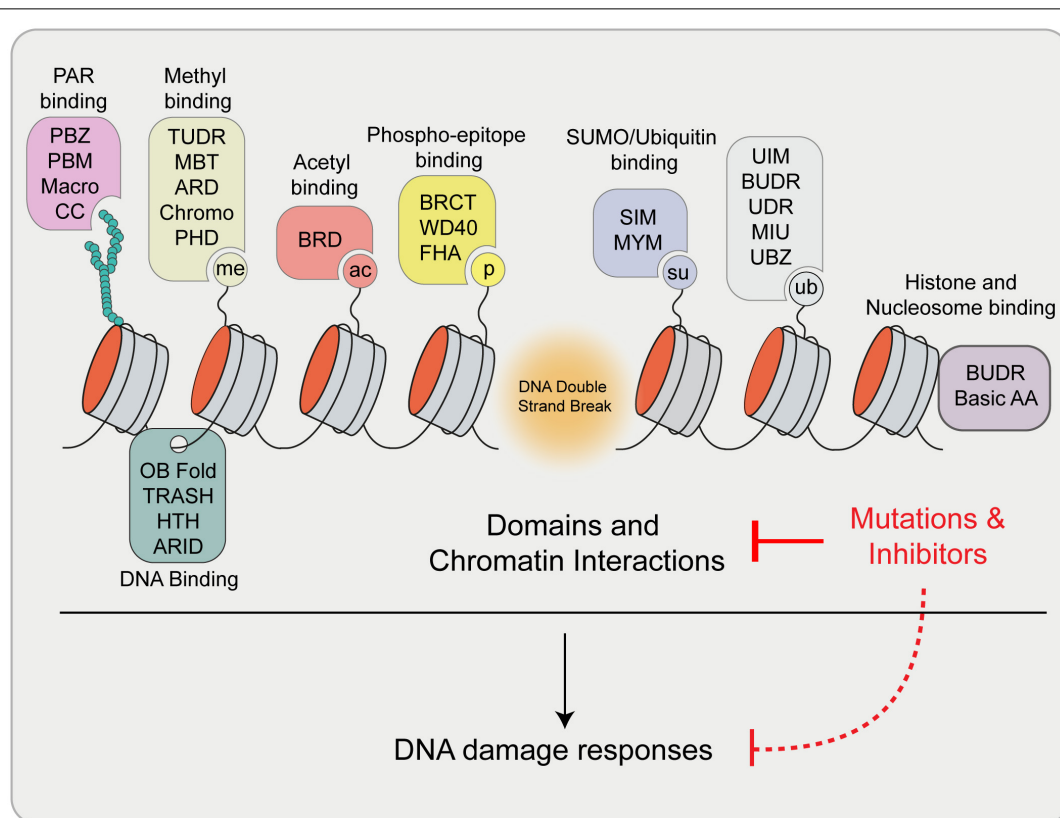 PAR
binding
PBZ
PBM
Macro
CC
Methyl
binding
TUDR
MBT
ARD
Chromo
PHD
me
Acetyl
binding
BRD
ac
Phospho-epitope
binding
BRCT
WD40
FHA
p
SUMO/Ubiquitin
binding
SIM
MYM
su
UIM
BUDR
UDR
MIU
UBZ
ub
Histone and
Nucleosome binding
BUDR
Basic AA
DNA Double
Strand Break
OB Fold
TRASH
HTH
ARID
DNA Binding
Domains and
Chromatin Interactions
Mutations &
Inhibitors
DNA damage responses